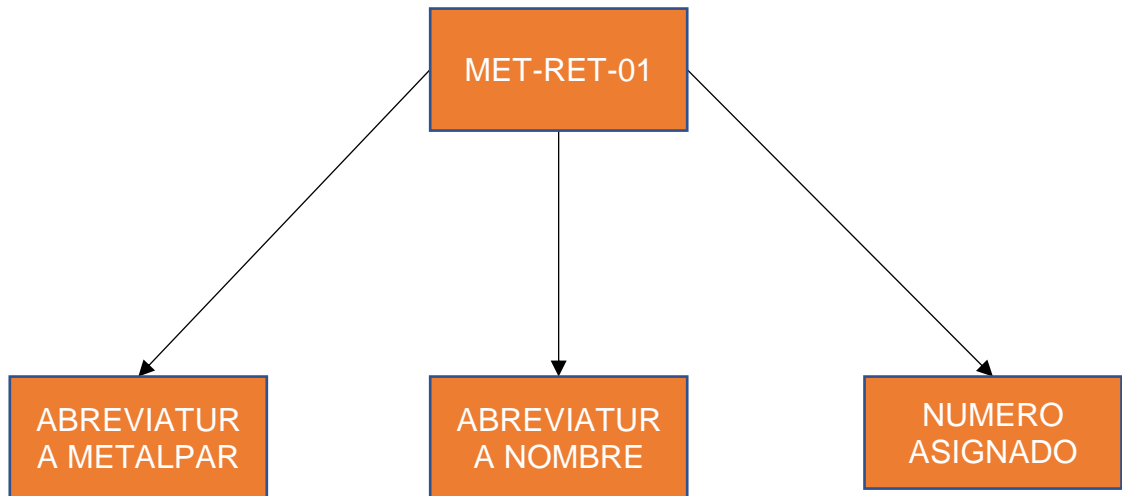 MET-RET-01
ABREVIATUR
A METALPAR
ABREVIATUR
A NOMBRE
NUMERO
ASIGNADO